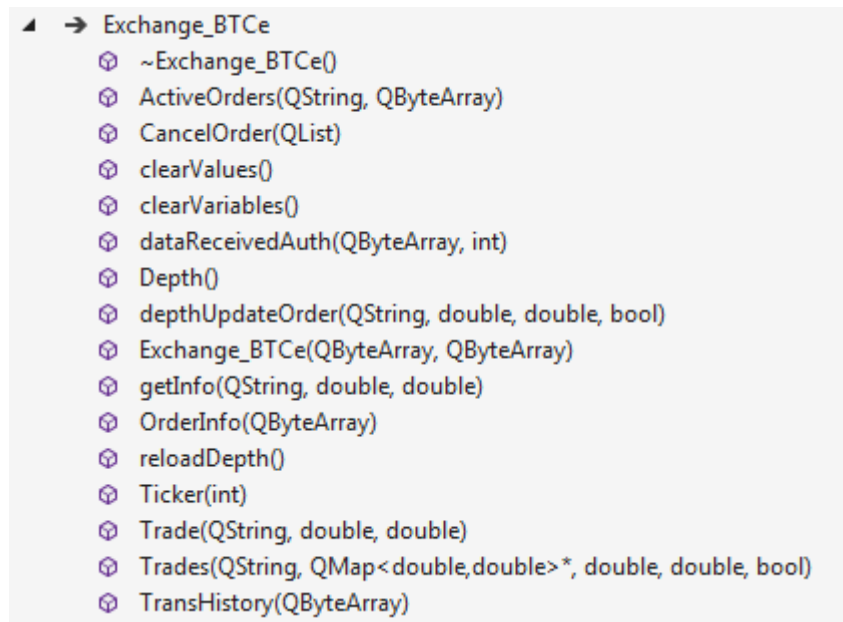 Exchange_BTCe
~Exchange_BTCe()
ActiveOrders(QString, QByteArray)
CancelOrder(QList)
clearValues()
clearVariables()
dataReceivedAuth(QByteArray, int)
Depth()
depthUpdateOrder(QString, double, double, bool)
Exchange_BTCe(QByteArray, QByteArray)
getInfo(QString, double, double)
OrderInfo(QByteArray)
reloadDepth()
Ticker(int)
Trade(QString, double, double)
Trades(QString, QMap<double,double>*, double, double, bool)
TransHistory(QByteArray)